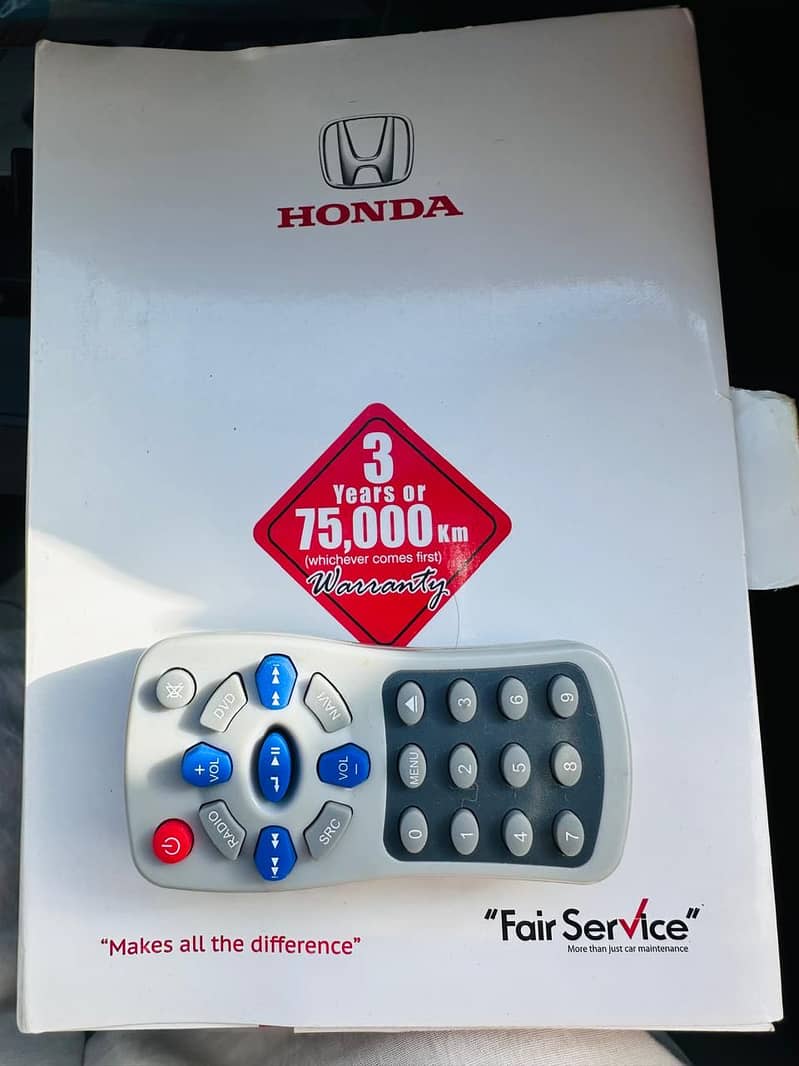 HONDA
3
Years or
75,000 Km
(whichever comes first)
Warranty
DVD
NAVI
+
VOL
VOL
−
RADIO
SRC
MENU
3
6
9
2
5
8
0
1
4
7
"Makes all the difference"
"Fair Service"
More than just car maintenance